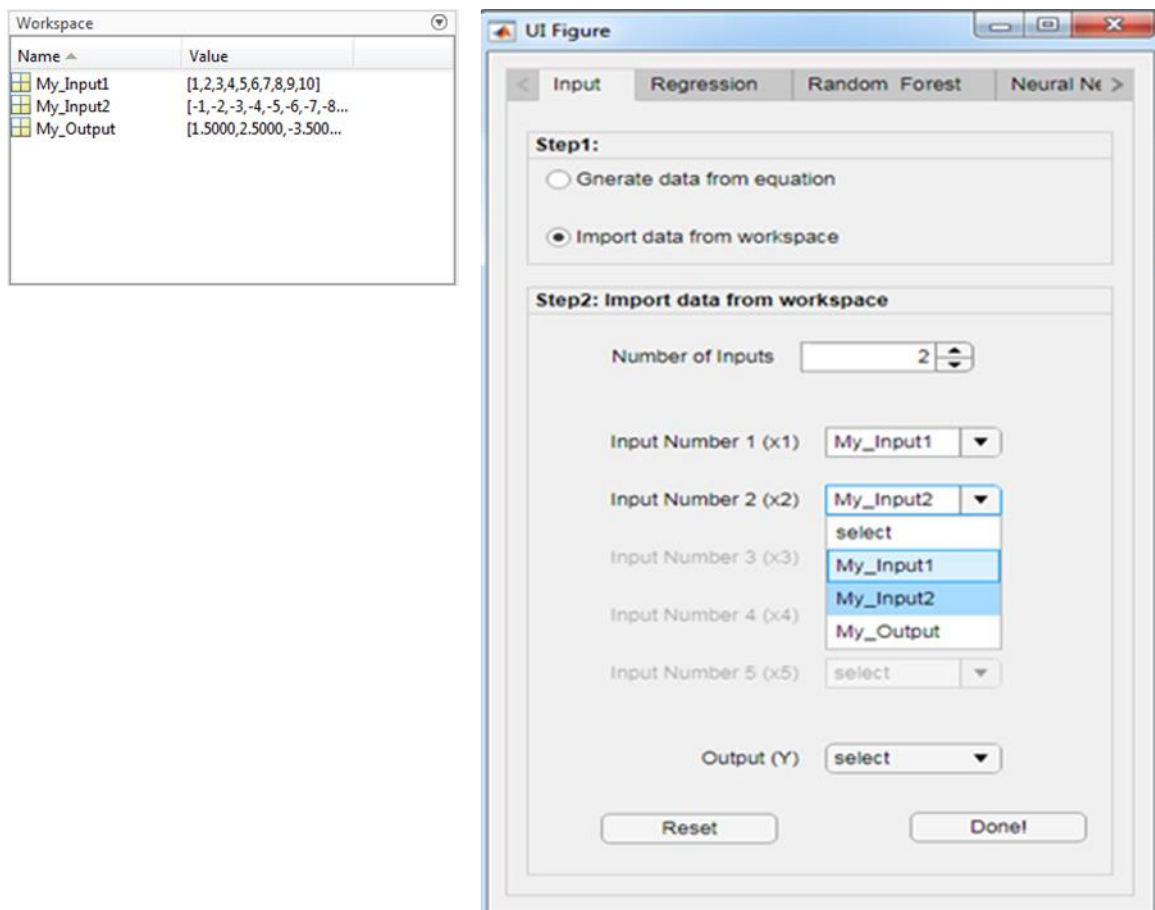 Workspace
Name Value
My_Input1 [1,2,3,4,5,6,7,8,9,10]
My_Input2 [-1,-2,-3,-4,-5,-6,-7,-8...
My_Output [1.5000,2.5000,-3.500...
UI Figure
< Input Regression Random Forest Neural Ne >
Step1:
Gnerate data from equation
Import data from workspace
Step2: Import data from workspace
Number of Inputs 2
Input Number 1 (x1) My_Input1
Input Number 2 (x2) My_Input2
select
Input Number 3 (x3) My_Input1
My_Input2
Input Number 4 (x4)
My_Output
Input Number 5 (x5) select
Output (Y) select
Reset Done!